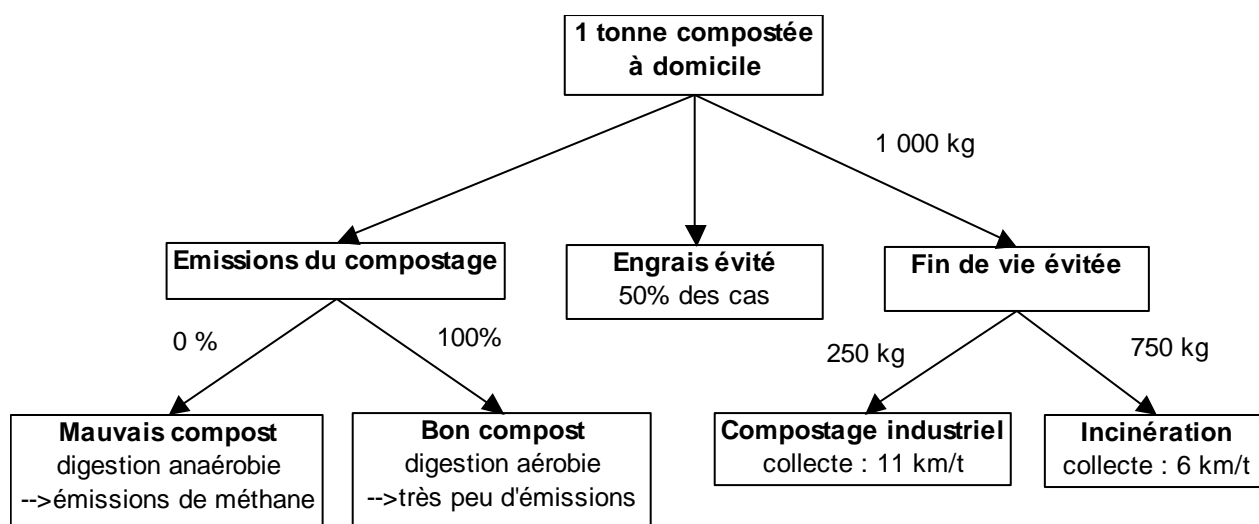 1 tonne compostée
à domicile
1 000 kg
Emissions du compostage
Engrais évité
50% des cas
Fin de vie évitée
0 %
100%
250 kg
750 kg
Mauvais compost
digestion anaérobie
-->émissions de méthane
Bon compost
digestion aérobie
-->très peu d'émissions
Compostage industriel
collecte : 11 km/t
Incinération
collecte : 6 km/t